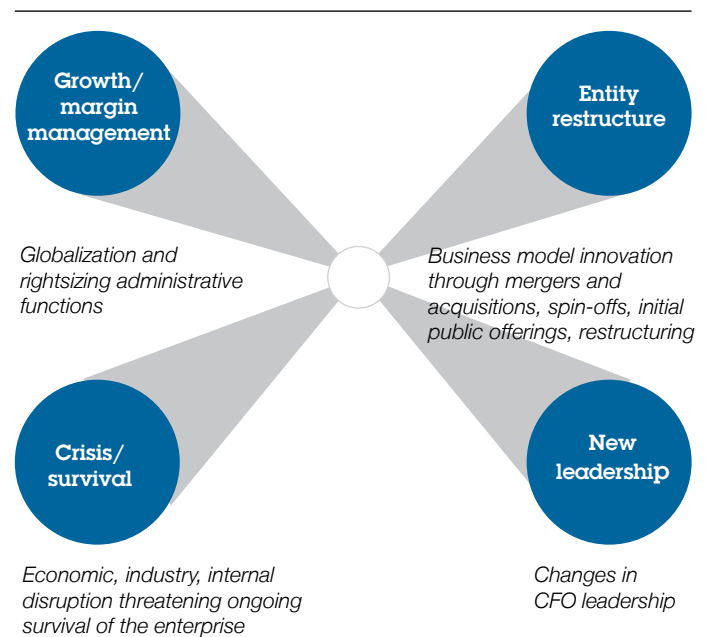 Growth/
margin
management
Entity
restructure
Globalization and
rightsizing administrative
functions
Business model innovation
through mergers and
acquisitions, spin-offs, initial
public offerings, restructuring
Crisis/
survival
New
leadership
Economic, industry, internal
disruption threatening ongoing
survival of the enterprise
Changes in
CFO leadership